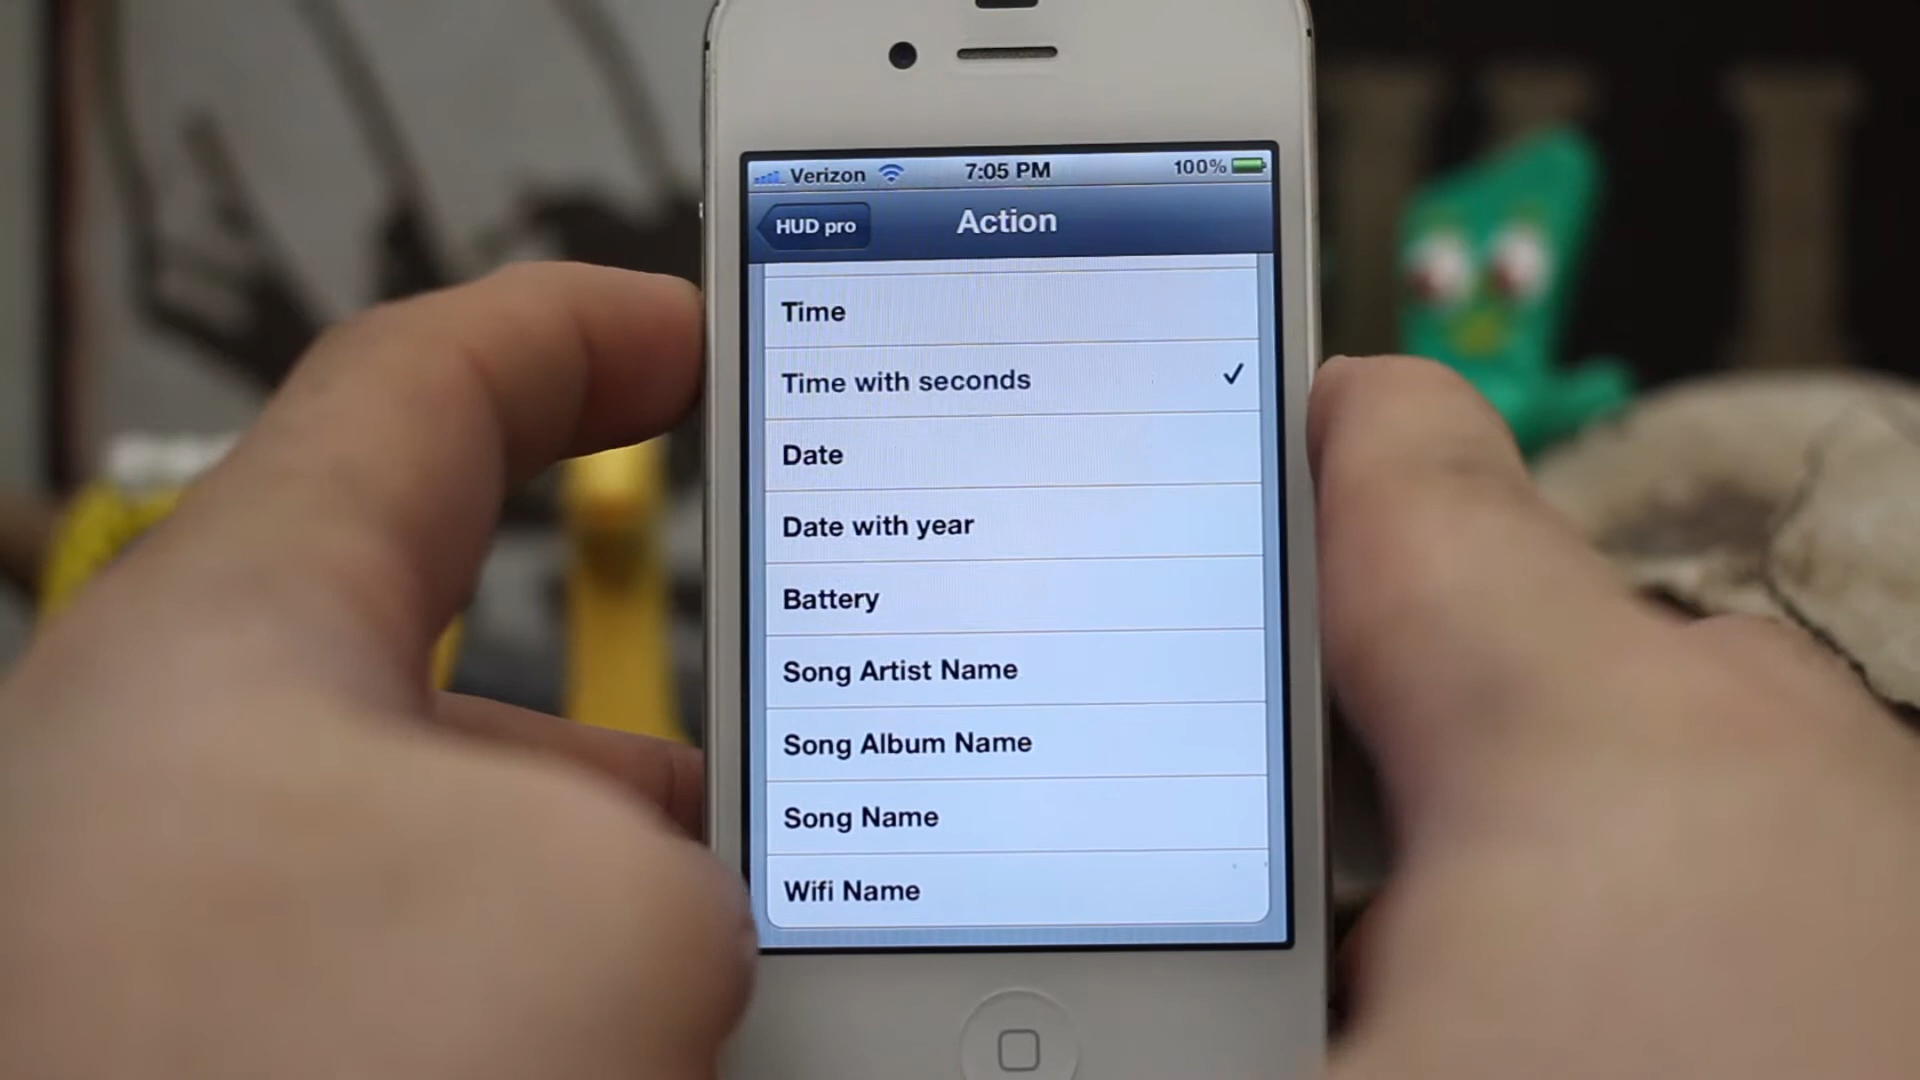 Verizon 7:05 PM 100%
HUD pro Action
Time
Time with seconds
Date
Date with year
Battery
Song Artist Name
Song Album Name
Song Name
Wifi Name